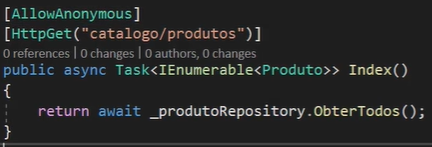 [AllowAnonymous]
[HttpGet("catalogo/produtos")]
0 references | 0 changes | 0 authors, 0 changes
public async Task<IEnumerable<Produto>> Index()
{
return await _produtoRepository.ObterTodos();
}